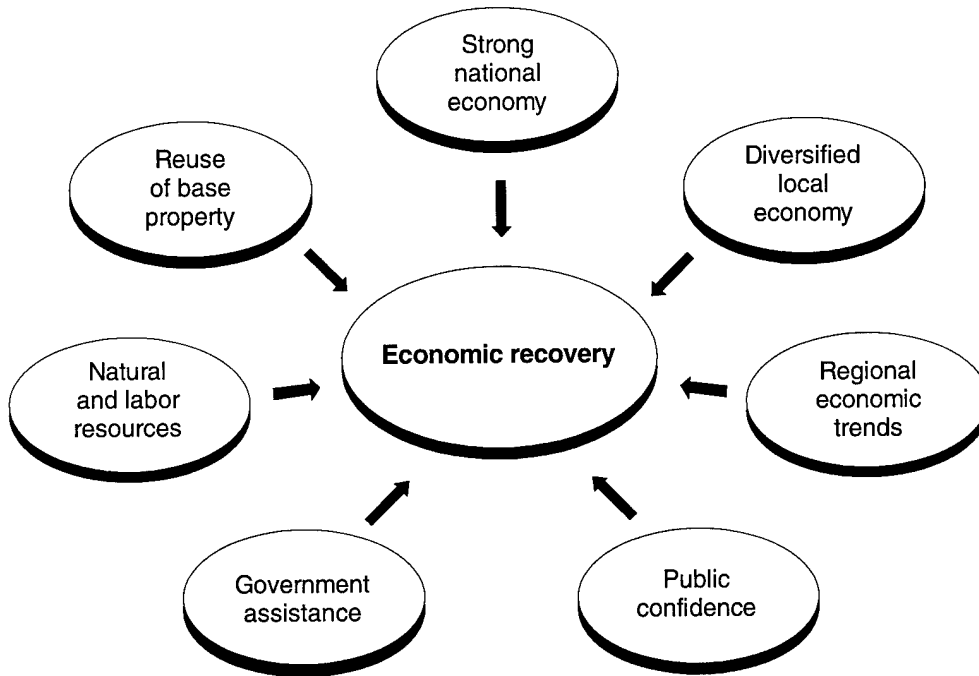 Strong
national
economy
Reuse
of base
property
Diversified
local
economy
Economic recovery
Natural
and labor
resources
Regional
economic
trends
Government
assistance
Public
confidence